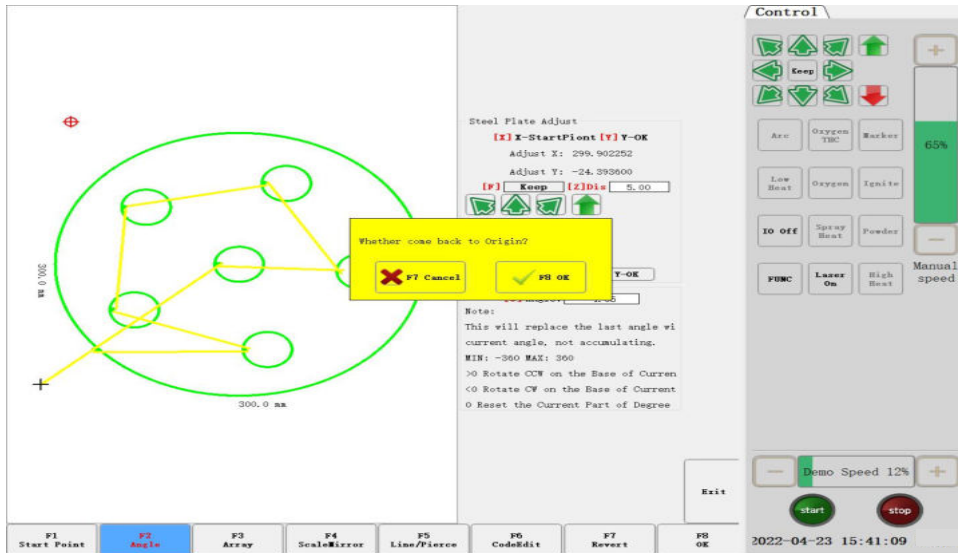 Control
Keep
Arc
Oxygen THC
Marker
Low Heat
Oxygen
Ignite
IO Off
Spray Heat
Powder
FUNC
Laser On
High Heat
65%
Manual speed
Steel Plate Adjust
[X] X-StartPiont [Y] Y-OK
Adjust X: 299.902252
Adjust Y: -24.393600
[F] Keep [Z]Dis 5.00
Whether come back to Origin?
F7 Cancel
F8 OK
Y-OK
Note:
This will replace the last angle wi
current angle, not accumulating.
MIN: -360 MAX: 360
>0 Rotate CCW on the Base of Curren
<0 Rotate CW on the Base of Current
0 Reset the Current Part of Degree
300.0 mm
300.0 mm
Exit
Demo Speed 12%
start
stop
F1 Start Point
F2 Angle
F3 Array
F4 ScaleMirror
F5 Line/Pierce
F6 CodeEdit
F7 Revert
F8 OK
2022-04-23 15:41:09